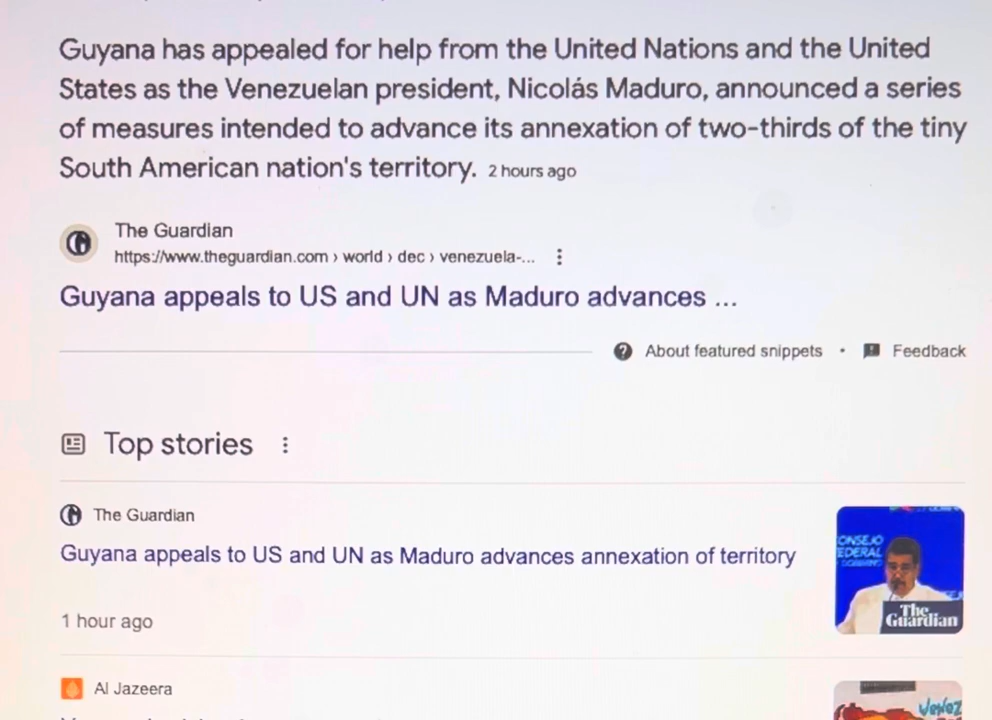 Guyana has appealed for help from the United Nations and the United
States as the Venezuelan president, Nicolás Maduro, announced a series
of measures intended to advance its annexation of two-thirds of the tiny
South American nation's territory. 2 hours ago
The Guardian
https://www.theguardian.com › world › dec › venezuela-...
Guyana appeals to US and UN as Maduro advances ...
About featured snippets • Feedback
Top stories
The Guardian
Guyana appeals to US and UN as Maduro advances annexation of territory
1 hour ago
ONSEJO
EDERAL
The
Guardian
Al Jazeera